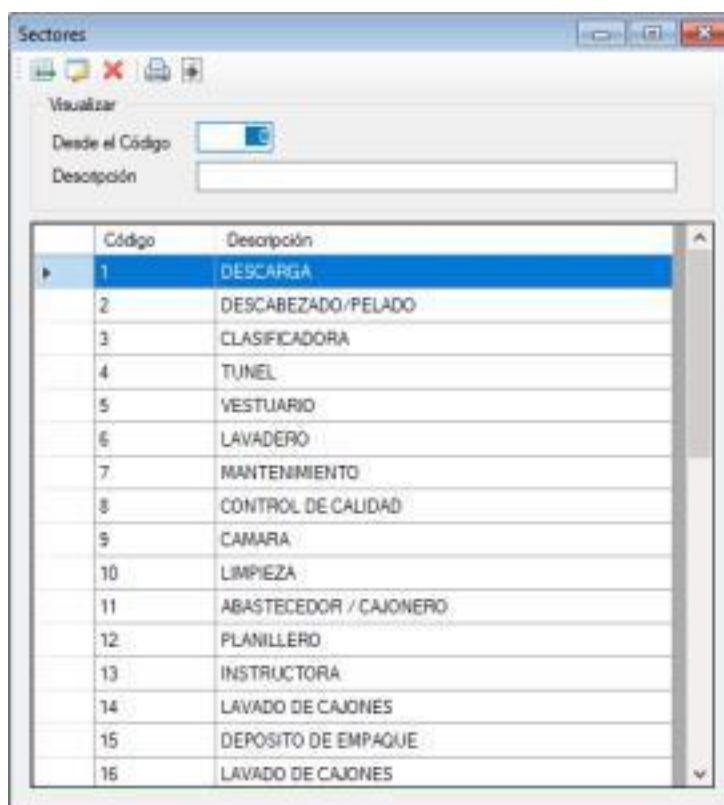 Sectores
Visualizar
Desde el Código 0
Descripción
Código Descripción
1 DESCARGA
2 DESCABEZADO/PELADO
3 CLASIFICADORA
4 TUNEL
5 VESTUARIO
6 LAVADERO
7 MANTENIMIENTO
8 CONTROL DE CALIDAD
9 CAMARA
10 LIMPIEZA
11 ABASTECEDOR / CAJONERO
12 PLANILLERO
13 INSTRUCTORA
14 LAVADO DE CAJONES
15 DEPOSITO DE EMPAQUE
16 LAVADO DE CAJONES